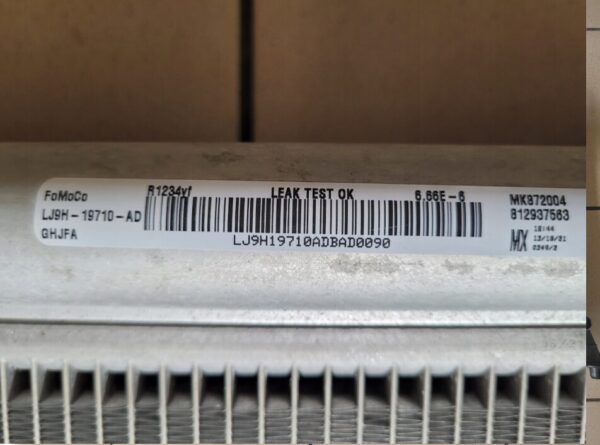 FoMoCo
R1234yf
LEAK TEST OK
6.66E-6
MK872004
LJ9H-19710-AD
812937563
GHJFA
LJ9H19710ADBAD0090
MX